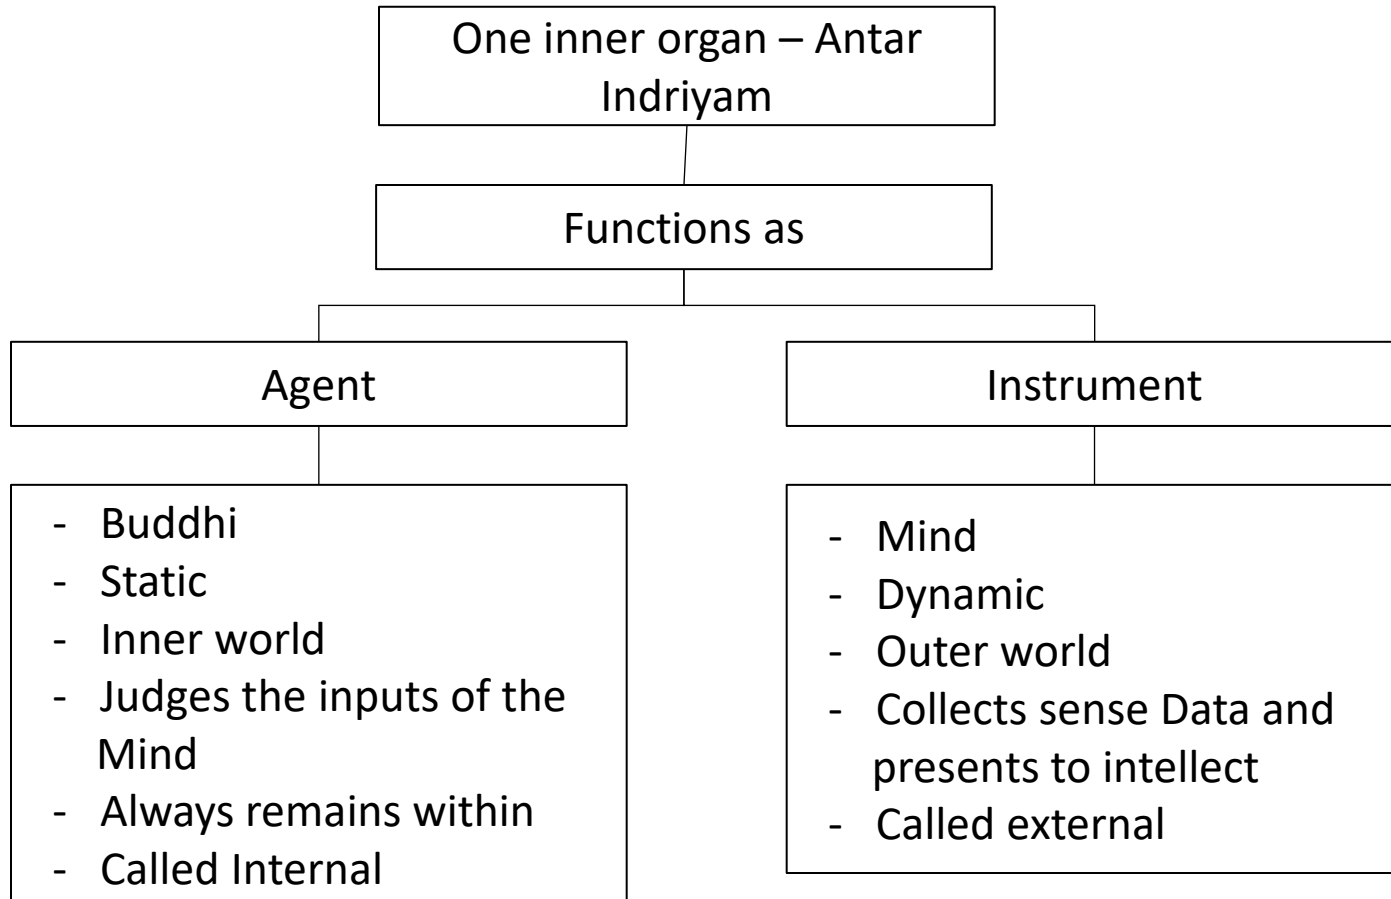 One inner organ – Antar
Indriyam
Functions as
Agent
Instrument
- Buddhi
- Static
- Inner world
- Judges the inputs of the
Mind
- Always remains within
- Called Internal
- Mind
- Dynamic
- Outer world
- Collects sense Data and
presents to intellect
- Called external